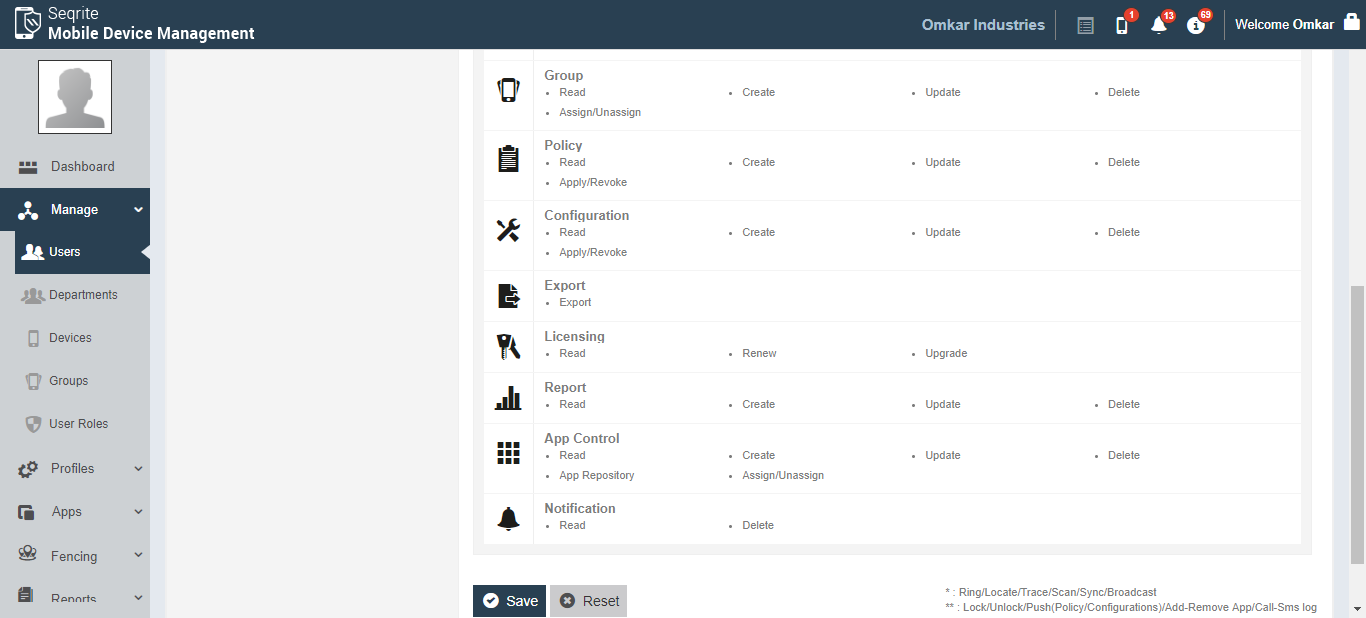 Seqrite
Mobile Device Management
Omkar Industries
1
13
69
Welcome Omkar
Dashboard
Manage
Users
Departments
Devices
Groups
User Roles
Profiles
Apps
Fencing
Reports
Group
Read Create Update Delete
Assign/Unassign
Policy
Read Create Update Delete
Apply/Revoke
Configuration
Read Create Update Delete
Apply/Revoke
Export
Export
Licensing
Read Renew Upgrade
Report
Read Create Update Delete
App Control
Read Create Update Delete
App Repository Assign/Unassign
Notification
Read Delete
Save Reset
* : Ring/Locate/Trace/Scan/Sync/Broadcast
** : Lock/Unlock/Push(Policy/Configurations)/Add-Remove App/Call-Sms log